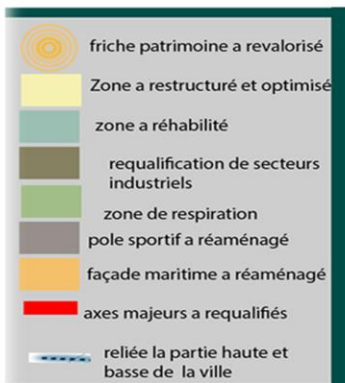 friche patrimoine a revalorisé
Zone a restructuré et optimisé
zone a réhabilité
requalification de secteurs
industriels
zone de respiration
pole sportif a réaménagé
façade maritime a réaménagé
axes majeurs a requalifiés
reliée la partie haute et
basse de la ville